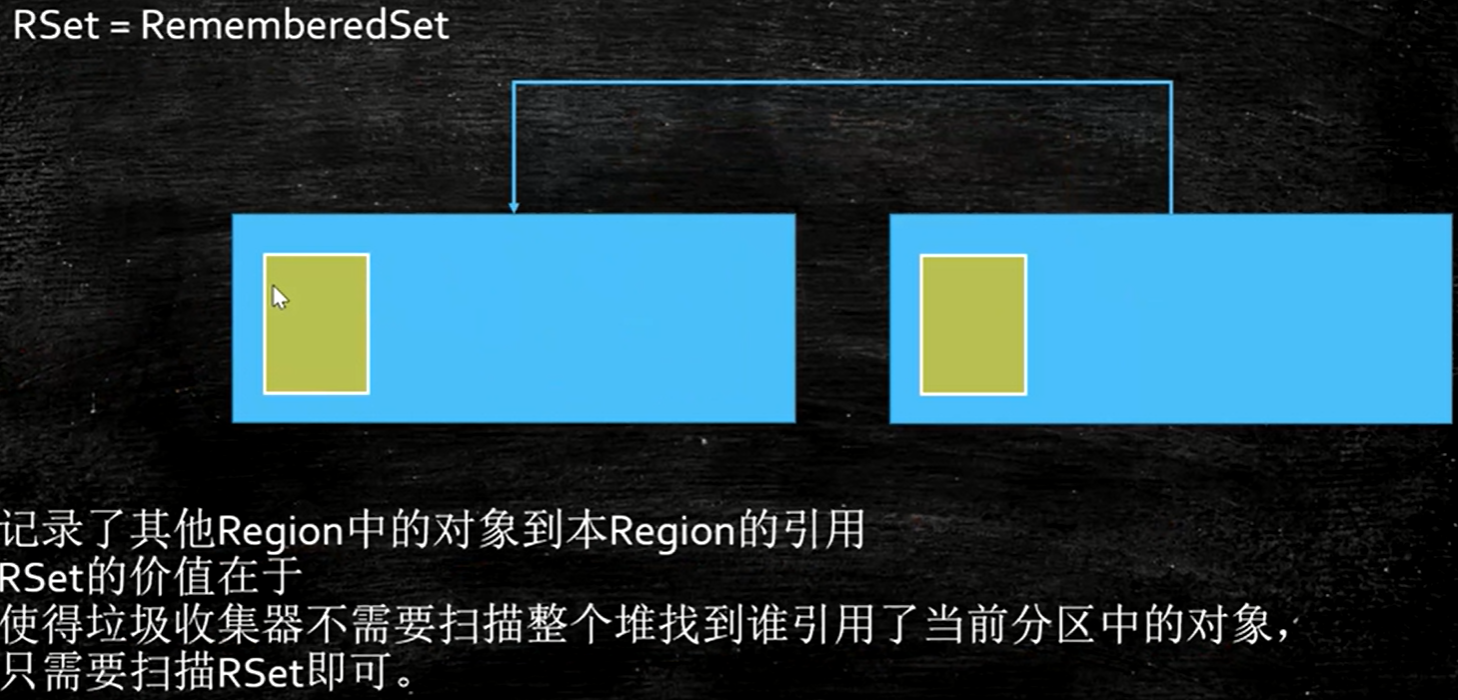 RSet = RememberedSet
记录了其他Region中的对象到本Region的引用
RSet的价值在于
使得垃圾收集器不需要扫描整个堆找到谁引用了当前分区中的对象，
只需要扫描RSet即可。